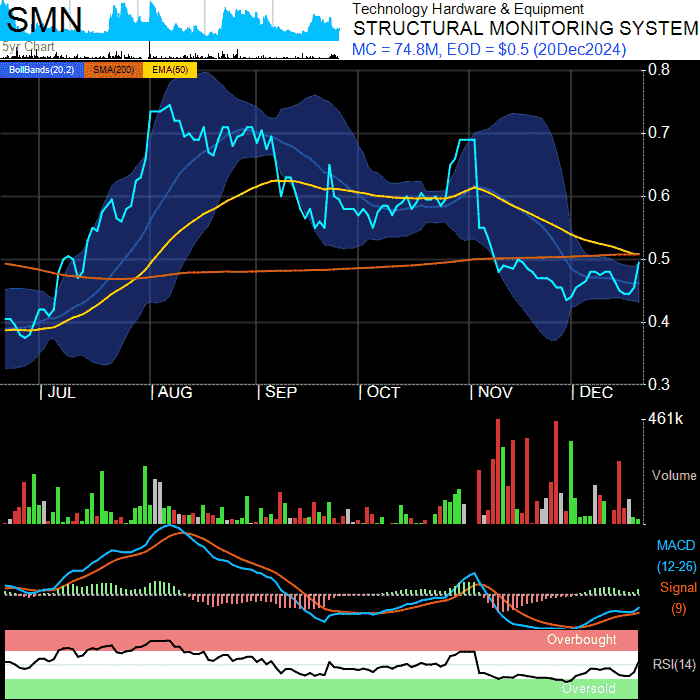 SMN
5yr Chart
Technology Hardware & Equipment
STRUCTURAL MONITORING SYSTEM
MC = 74.8M, EOD = $0.5 (20Dec2024)
BollBands(20,2) SMA(200) EMA(50)
0.8
0.7
0.6
0.5
0.4
0.3
JUL AUG SEP OCT NOV DEC
461k
Volume
MACD
(12-26)
Signal
(9)
Overbought
RSI(14)
Oversold